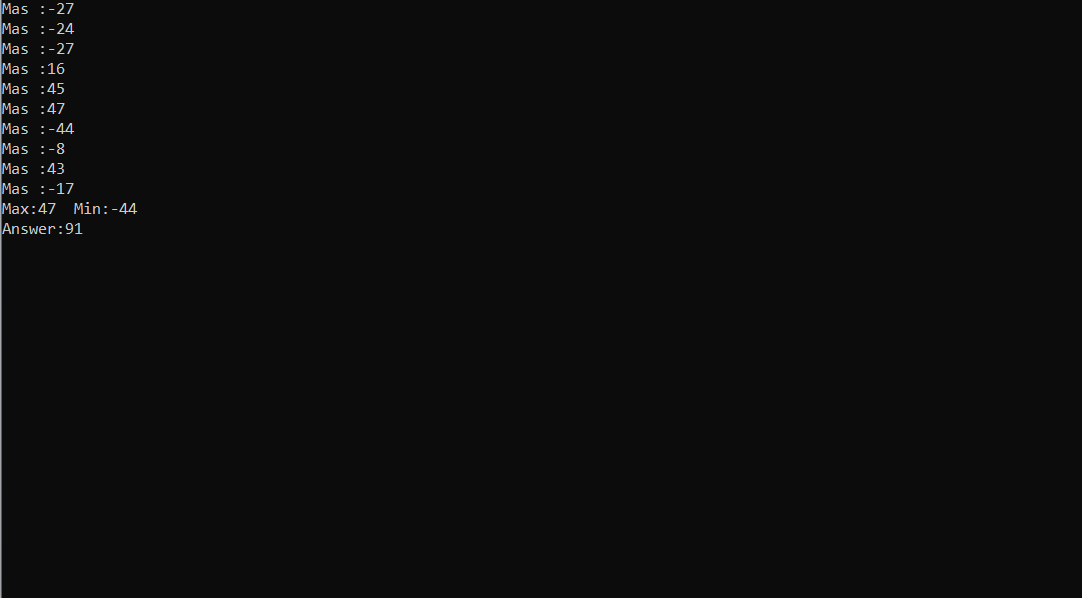 Mas :-27
Mas :-24
Mas :-27
Mas :16
Mas :45
Mas :47
Mas :-44
Mas :-8
Mas :43
Mas :-17
Max:47  Min:-44
Answer:91